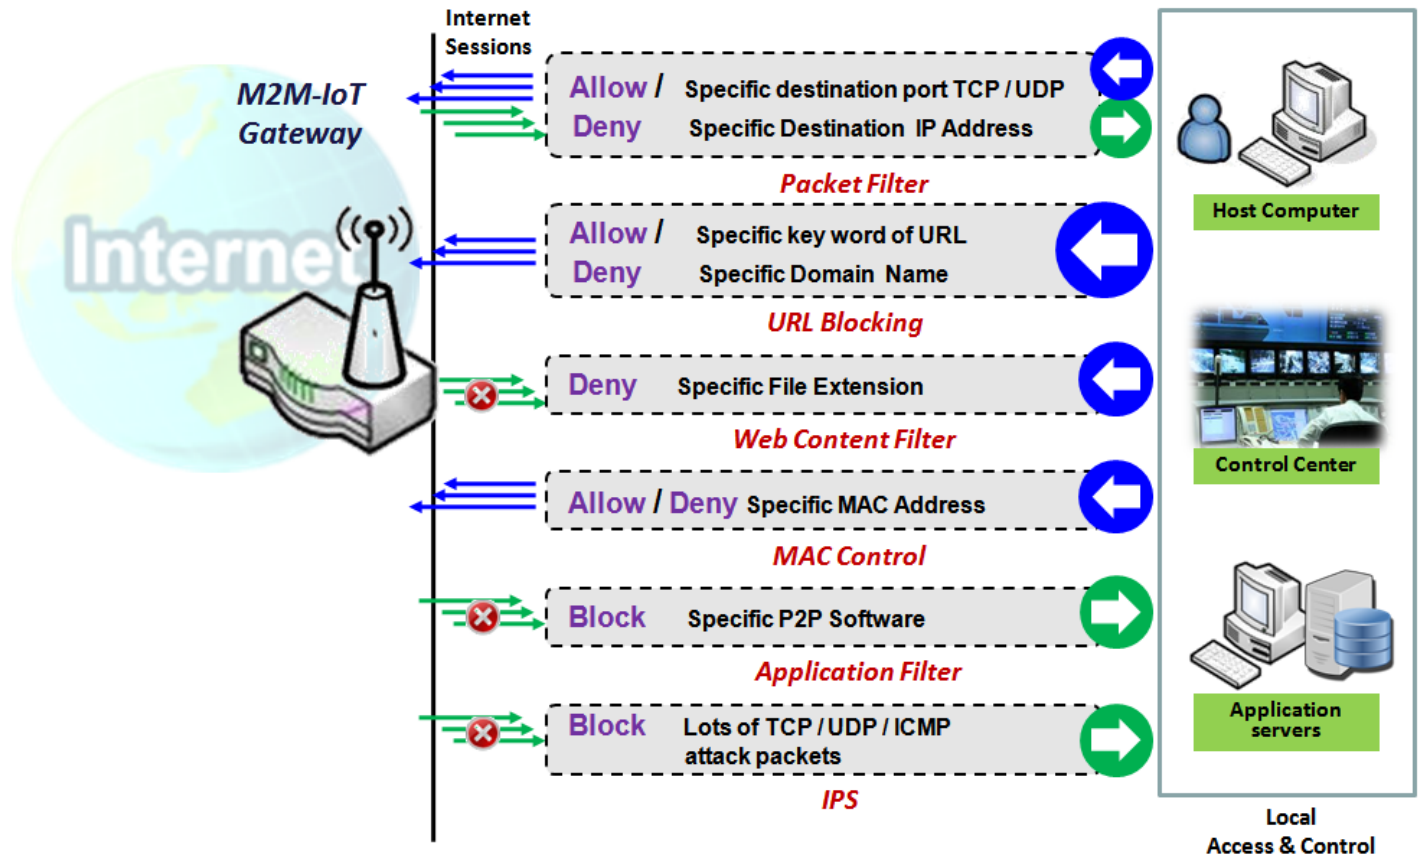 Internet
Sessions
M2M-IoT
Gateway
Internet
Allow / Specific destination port TCP / UDP
Deny Specific Destination IP Address
Packet Filter
Allow / Specific key word of URL
Deny Specific Domain Name
URL Blocking
Deny Specific File Extension
Web Content Filter
Allow / Deny Specific MAC Address
MAC Control
Block Specific P2P Software
Application Filter
Block Lots of TCP / UDP / ICMP
attack packets
IPS
Host Computer
Control Center
Application
servers
Local
Access & Control